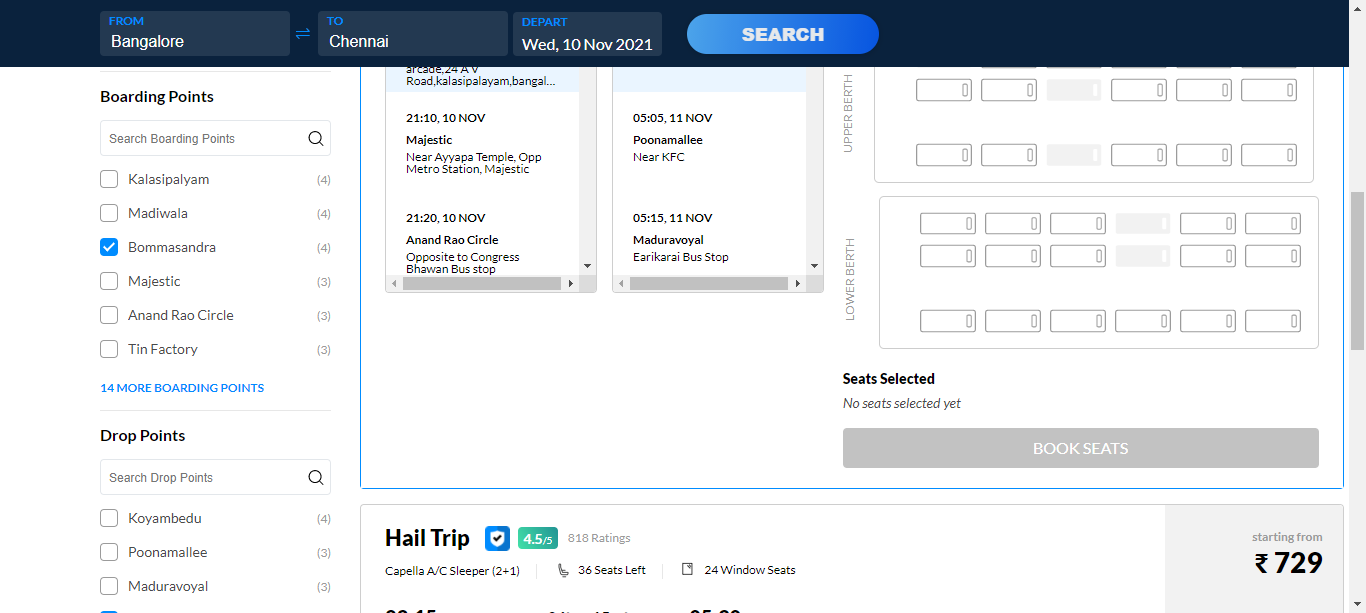 FROM
Bangalore
TO
Chennai
DEPART
Wed, 10 Nov 2021
SEARCH
Boarding Points
Search Boarding Points
Kalasipalyam (4)
Madiwala (4)
Bommasandra (4)
Majestic (3)
Anand Rao Circle (3)
Tin Factory (3)
14 MORE BOARDING POINTS
Drop Points
Search Drop Points
Koyambedu (4)
Poonamallee (3)
Maduravoyal (3)
arcade,24 A V
Road,kalasipalayam,bangal...
21:10, 10 NOV
Majestic
Near Ayyapa Temple, Opp
Metro Station, Majestic
21:20, 10 NOV
Anand Rao Circle
Opposite to Congress
Bhawan Bus stop
05:05, 11 NOV
Poonamallee
Near KFC
05:15, 11 NOV
Maduravoyal
Earikarai Bus Stop
UPPER BERTH
LOWER BERTH
Seats Selected
No seats selected yet
BOOK SEATS
Hail Trip 4.5/5 818 Ratings
Capella A/C Sleeper (2+1) 36 Seats Left 24 Window Seats
starting from
₹ 729